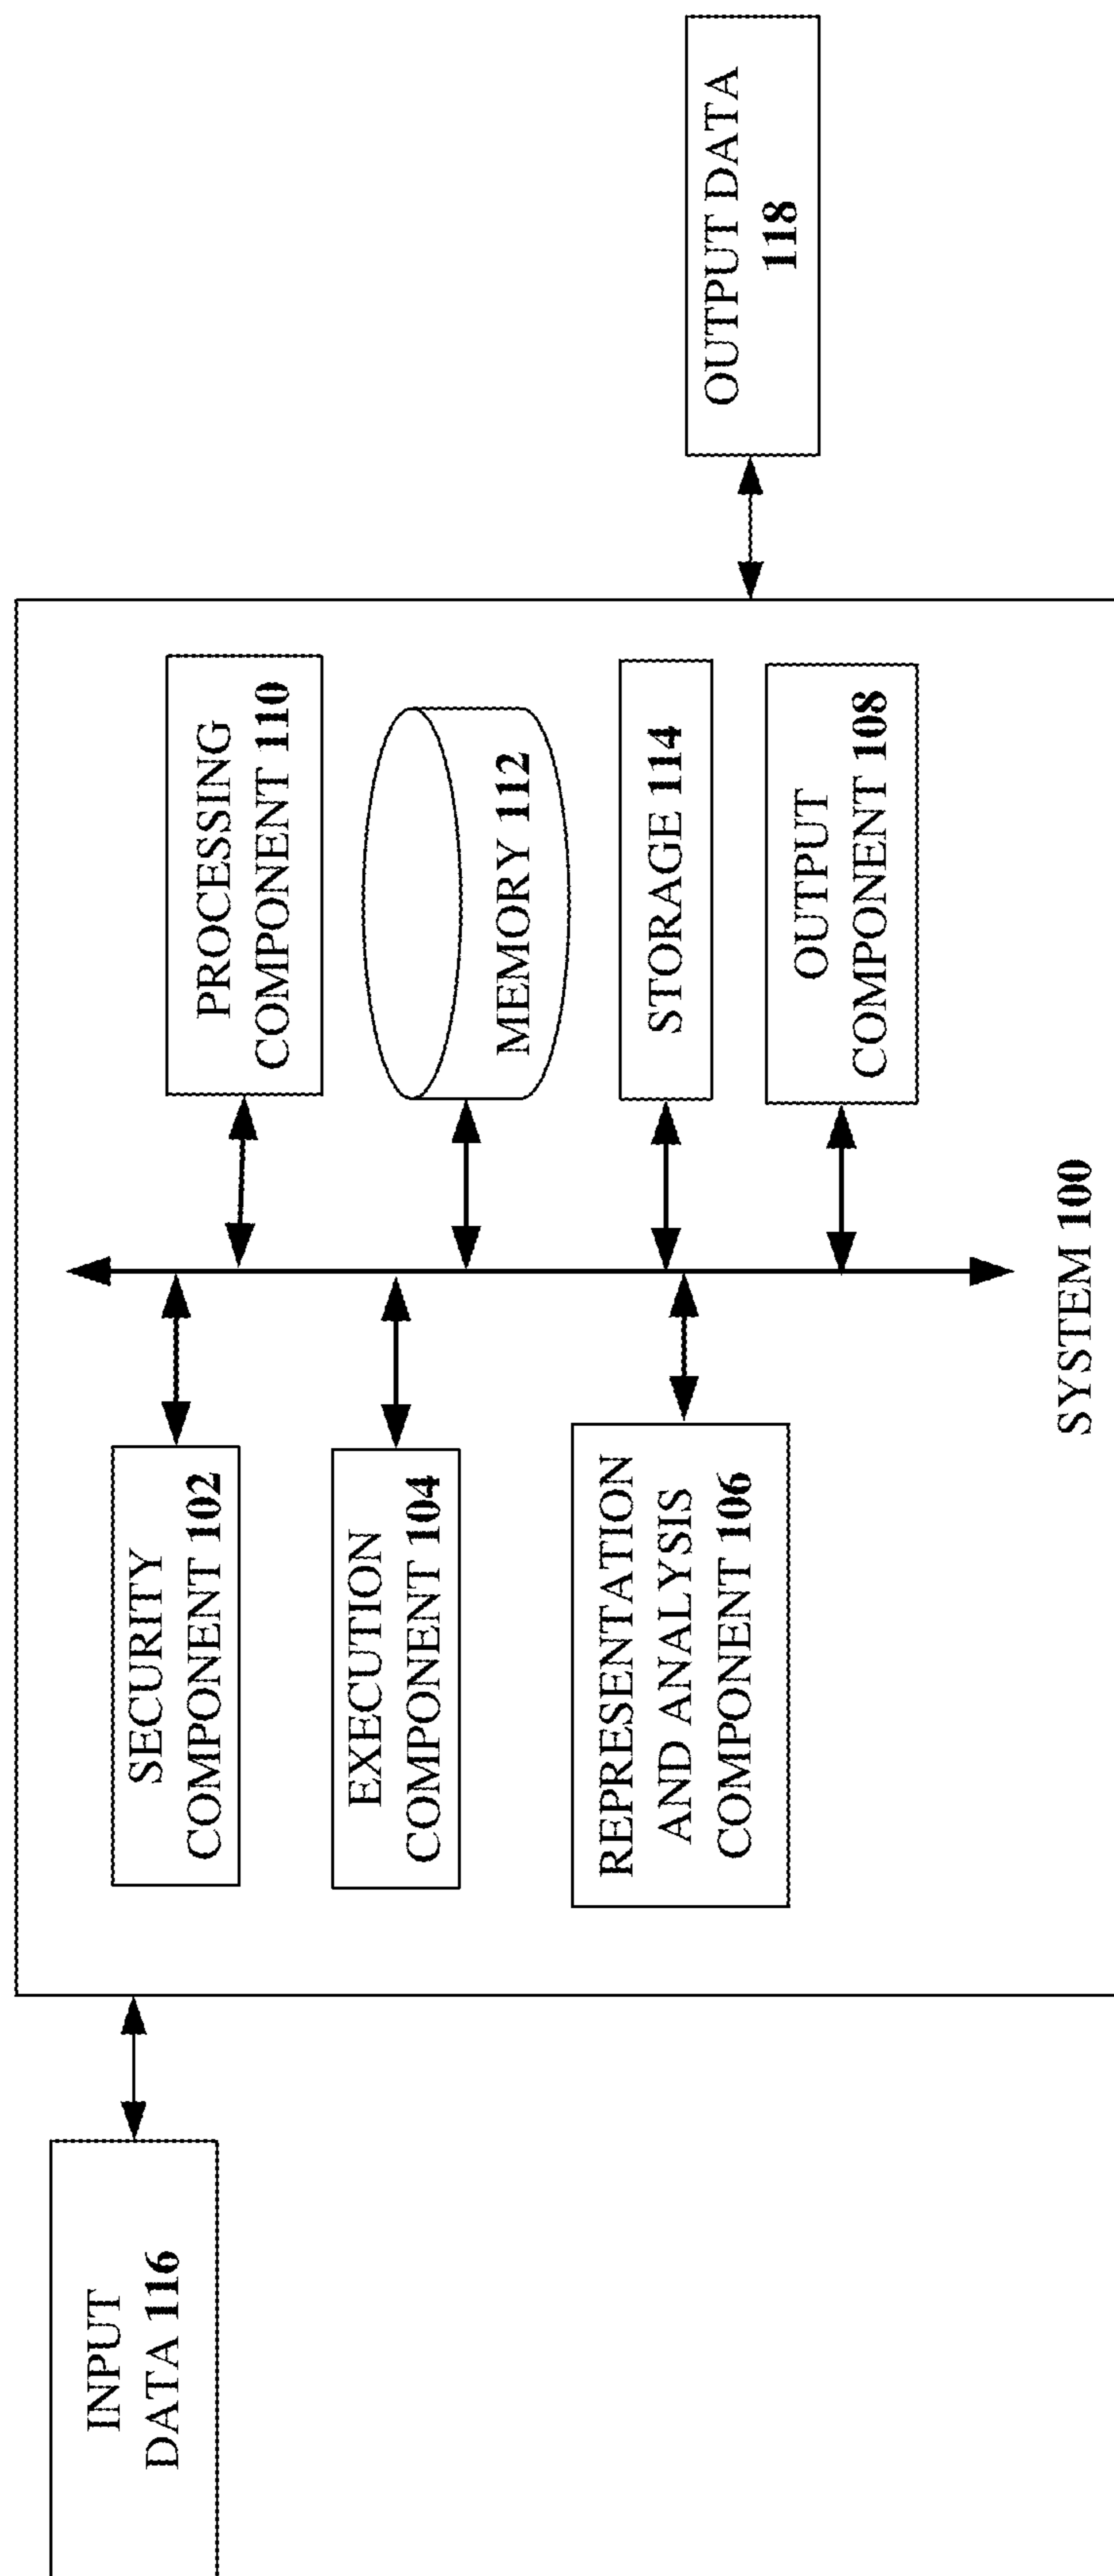 INPUT
DATA 116
SECURITY
COMPONENT 102
EXECUTION
COMPONENT 104
REPRESENTATION
AND ANALYSIS
COMPONENT 106
PROCESSING
COMPONENT 110
MEMORY 112
STORAGE 114
OUTPUT
COMPONENT 108
SYSTEM 100
OUTPUT DATA
118